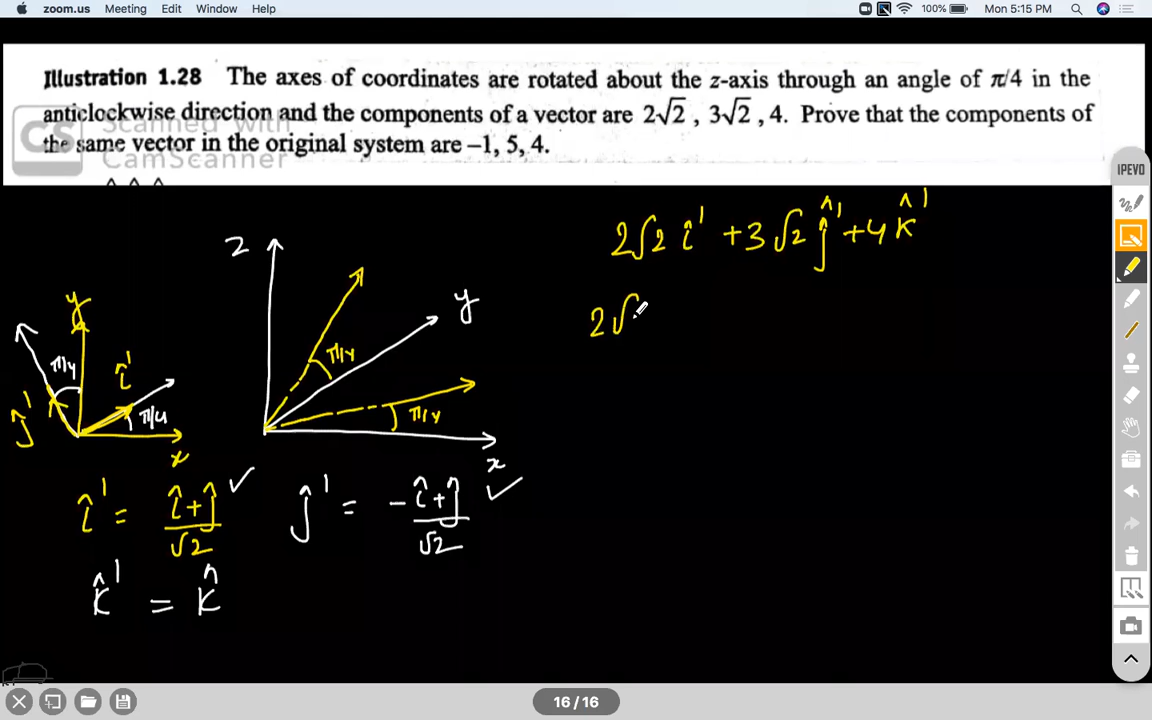 zoom.us Meeting Edit Window Help 100% Mon 5:15 PM
Illustration 1.28 The axes of coordinates are rotated about the z-axis through an angle of π/4 in the
anticlockwise direction and the components of a vector are 2√2 , 3√2 , 4. Prove that the components of
the same vector in the original system are –1, 5, 4.
CS
Scanned with
CamScanner
IPEVO
2√2 î' + 3√2 ĵ' + 4 k̂'
2√
z
y
x
π/4
π/4
y
x
π/4
π/4
î'
ĵ'
î' = (î+ĵ)/√2 ✓ ĵ' = (-î+ĵ)/√2 ✓
k̂' = k̂
16 / 16